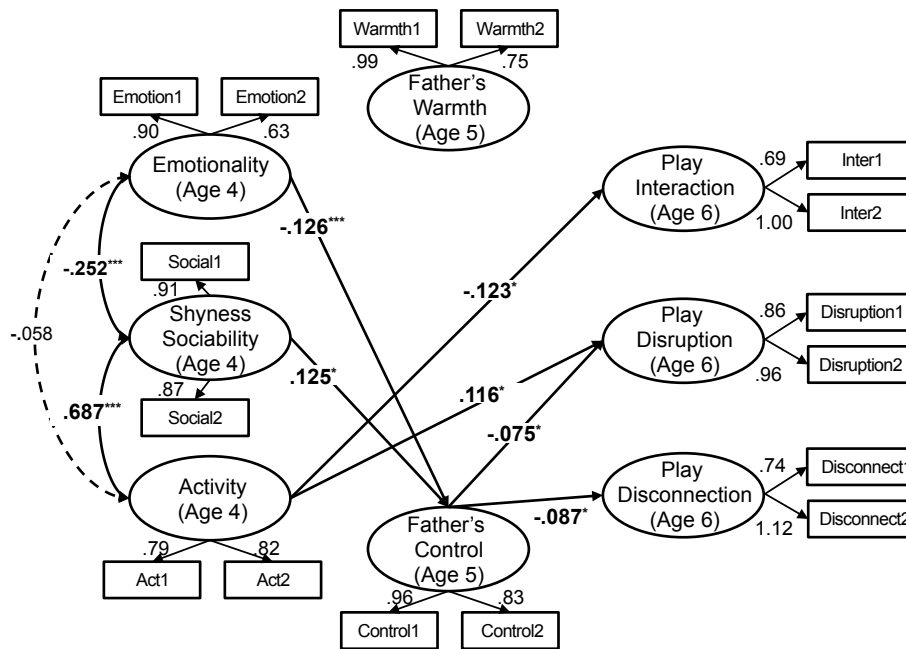 Warmth1
Warmth2
.99
.75
Father's
Warmth
(Age 5)
Emotion1
Emotion2
.90
.63
Emotionality
(Age 4)
Play
Interaction
(Age 6)
.69
Inter1
1.00
Inter2
-.126***
-.252***
Social1
.91
-.123*
Shyness
Sociability
(Age 4)
-.058
Play
Disruption
(Age 6)
.86
Disruption1
.96
Disruption2
.87
Social2
.125*
.687***
.116*
-.075*
Activity
(Age 4)
Play
Disconnection
(Age 6)
.74
Disconnect1
1.12
Disconnect2
-.087*
Father's
Control
(Age 5)
.79
.82
Act1
Act2
.96
.83
Control1
Control2